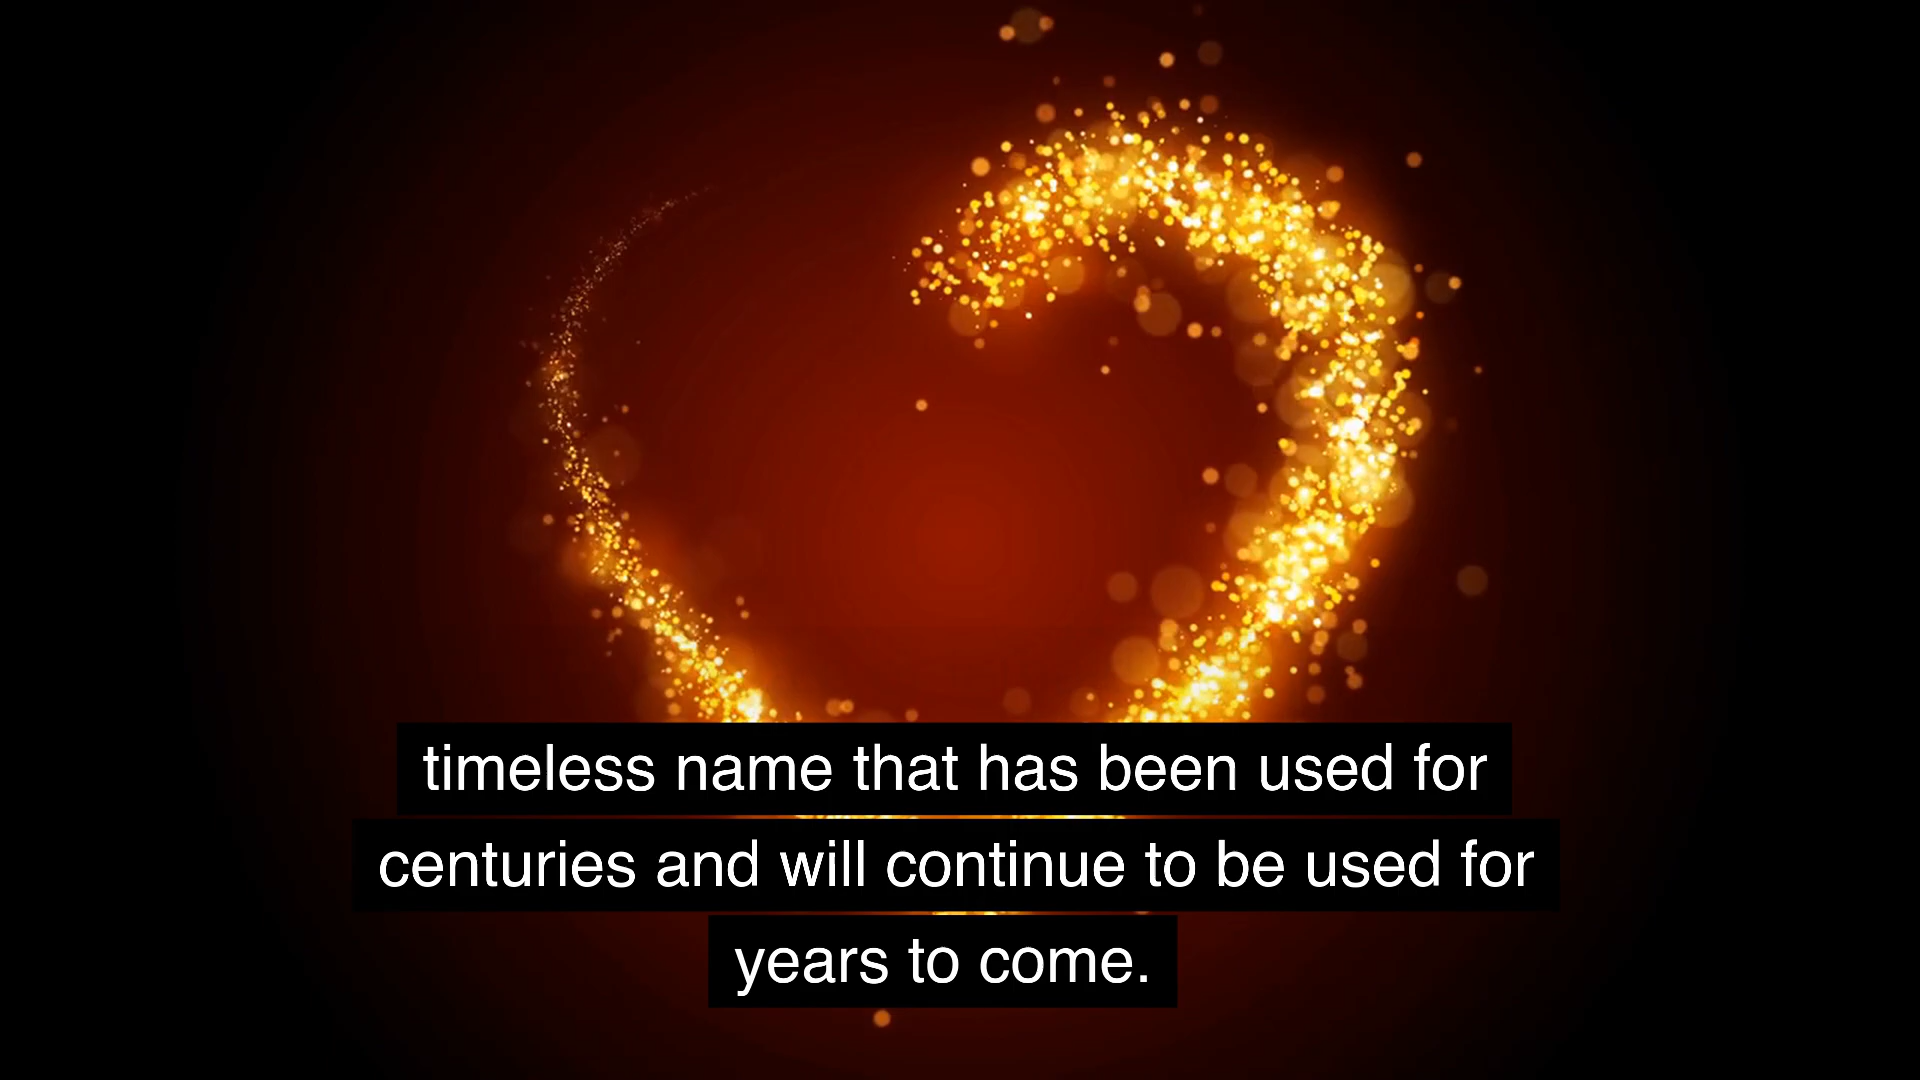 timeless name that has been used for
centuries and will continue to be used for
years to come.